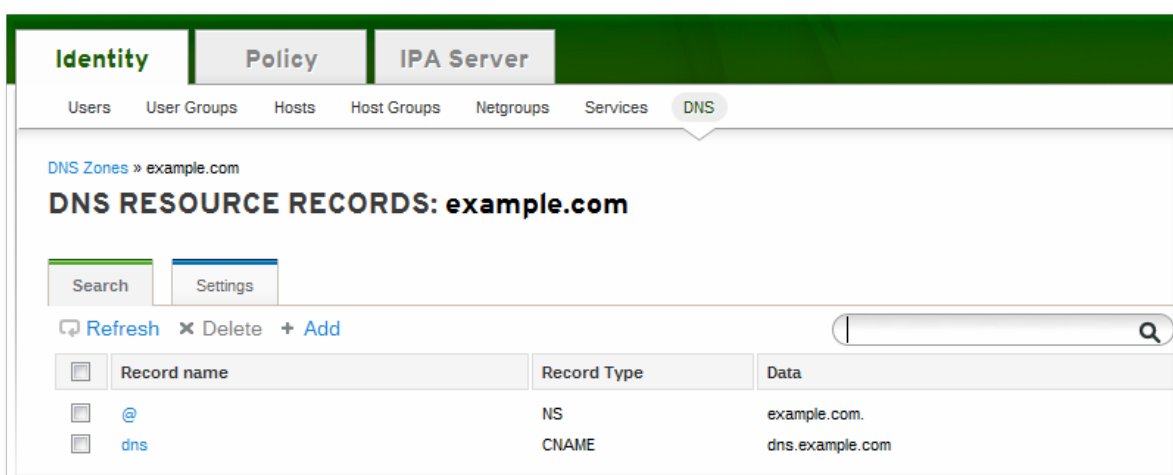 Identity Policy IPA Server
Users User Groups Hosts Host Groups Netgroups Services DNS
DNS Zones » example.com
DNS RESOURCE RECORDS: example.com
Search Settings
Refresh Delete + Add
Record name Record Type Data
@ NS example.com.
dns CNAME dns.example.com